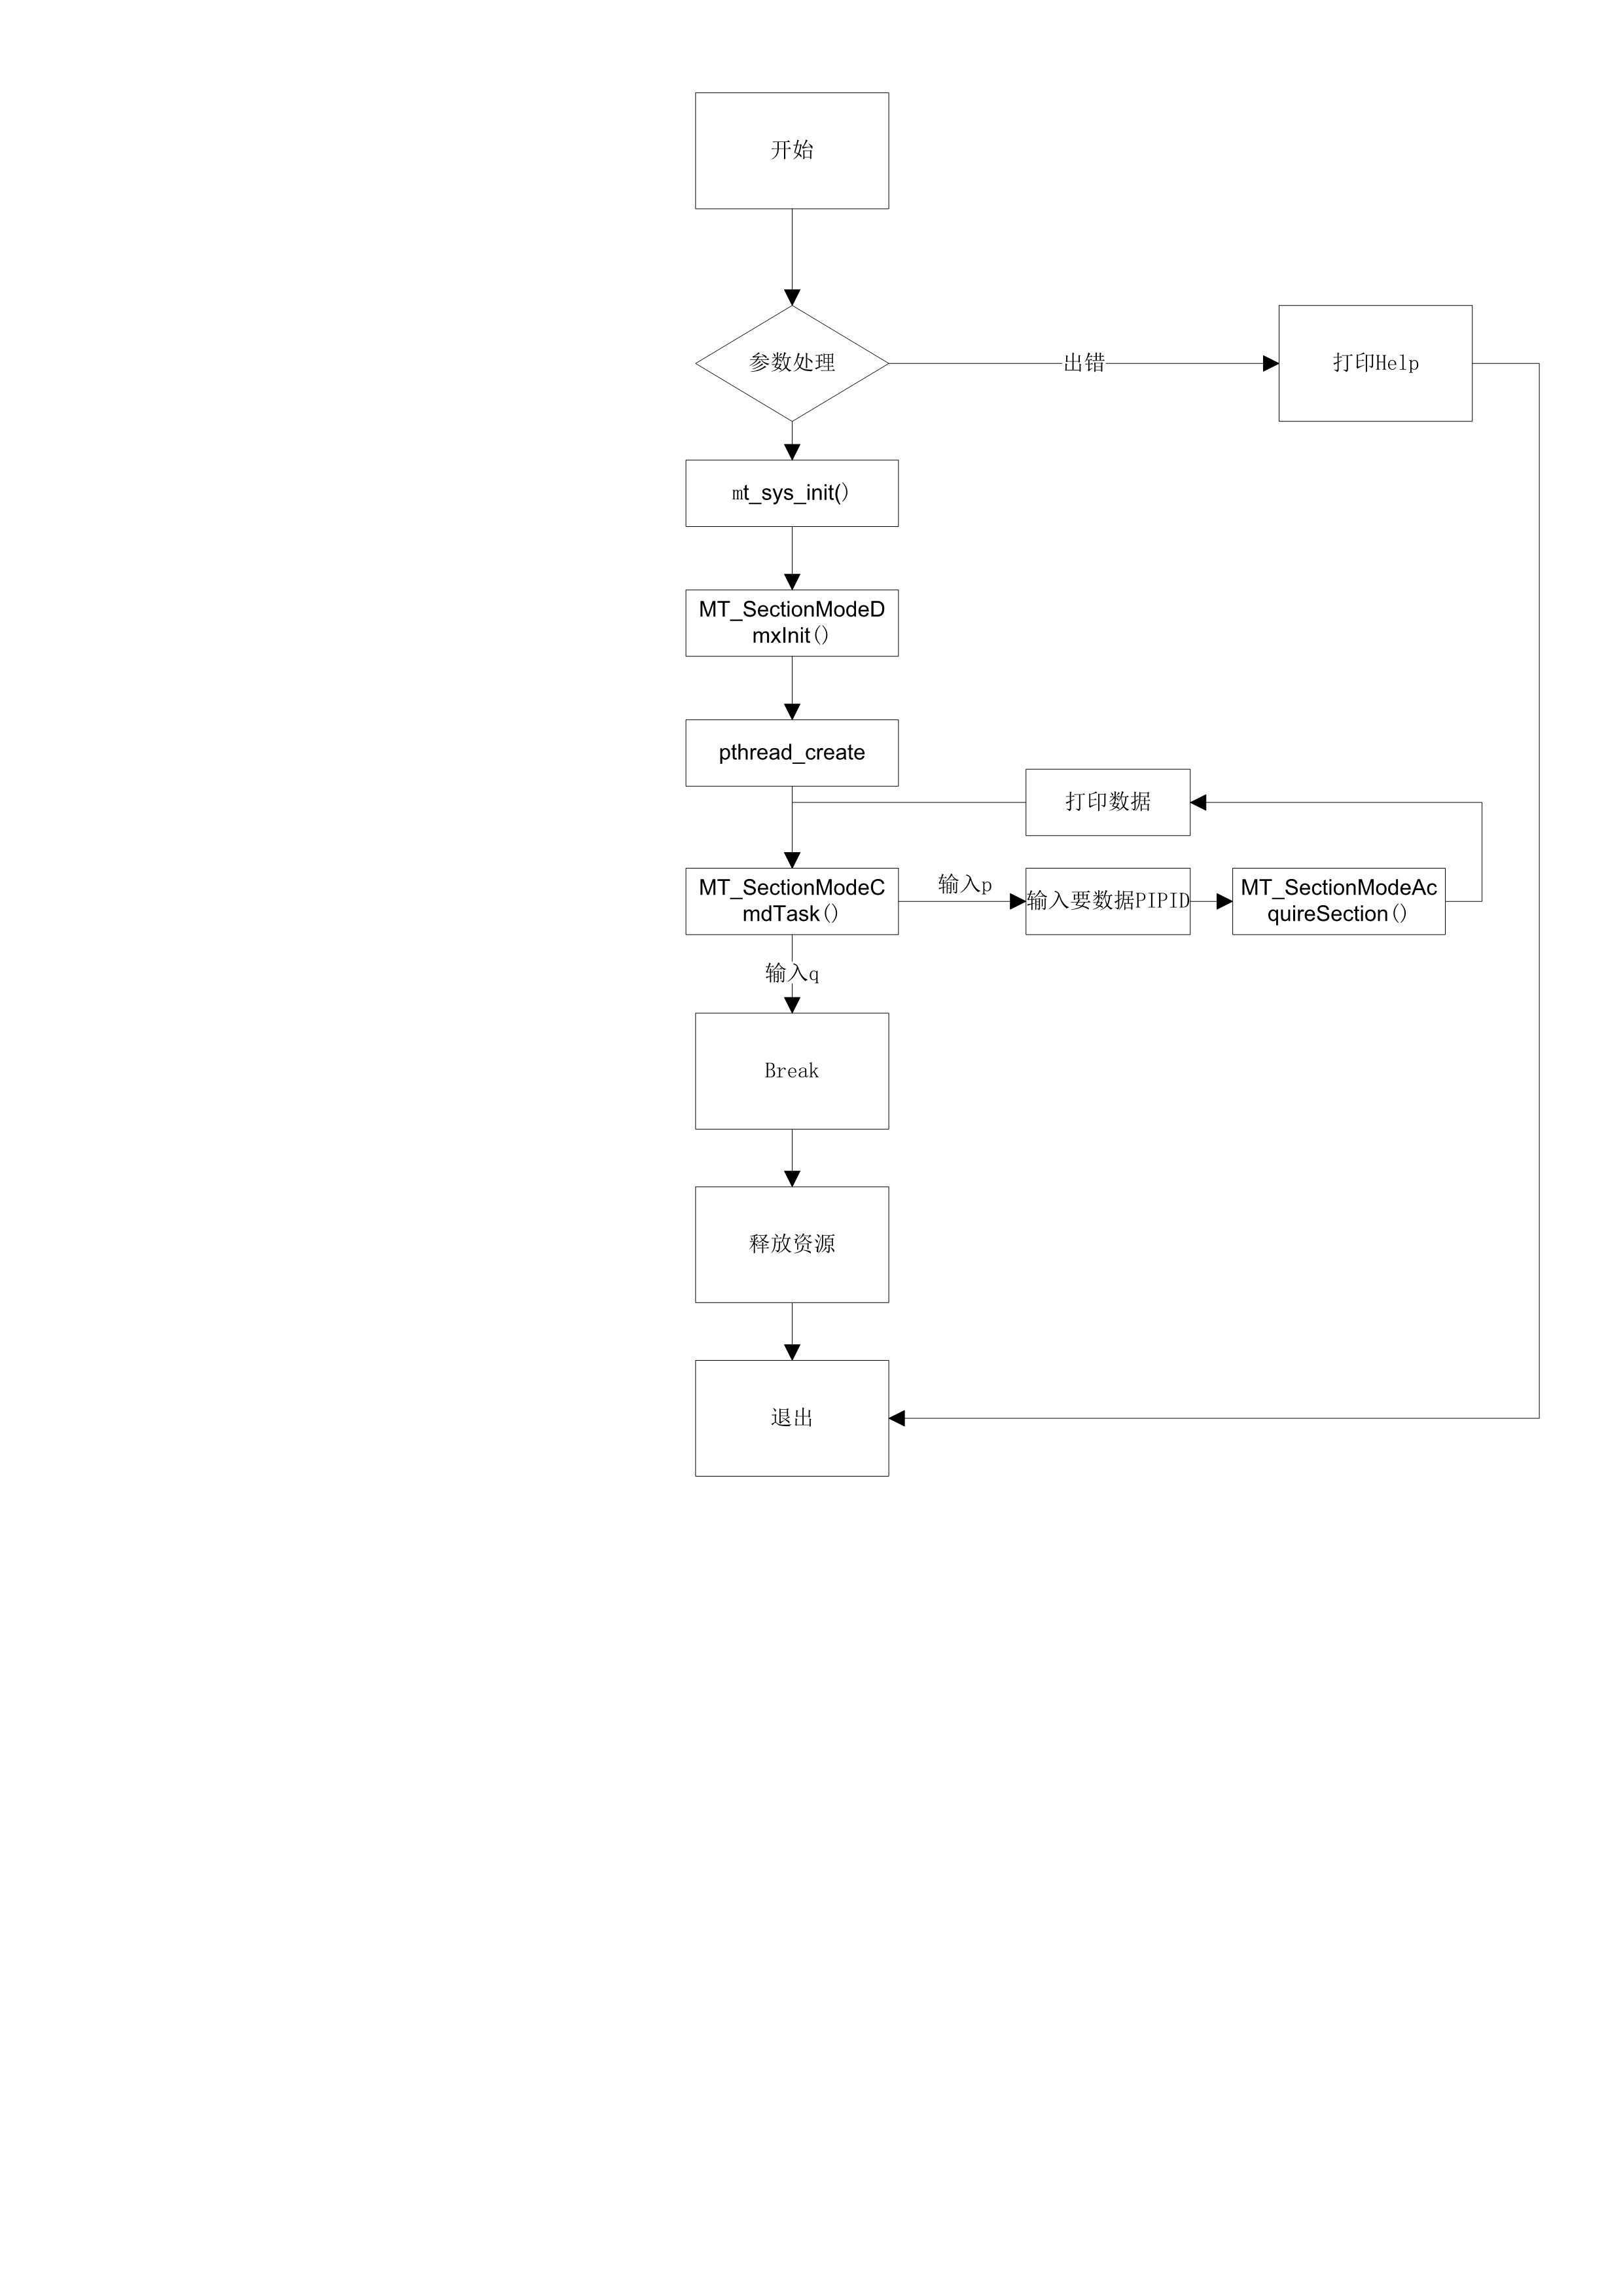 开始
参数处理
出错
打印Help
mt_sys_init()
MT_SectionModeD
mxInit()
pthread_create
打印数据
MT_SectionModeC
mdTask()
输入p
输入要数据PIPID
MT_SectionModeAc
quireSection()
输入q
Break
释放资源
退出